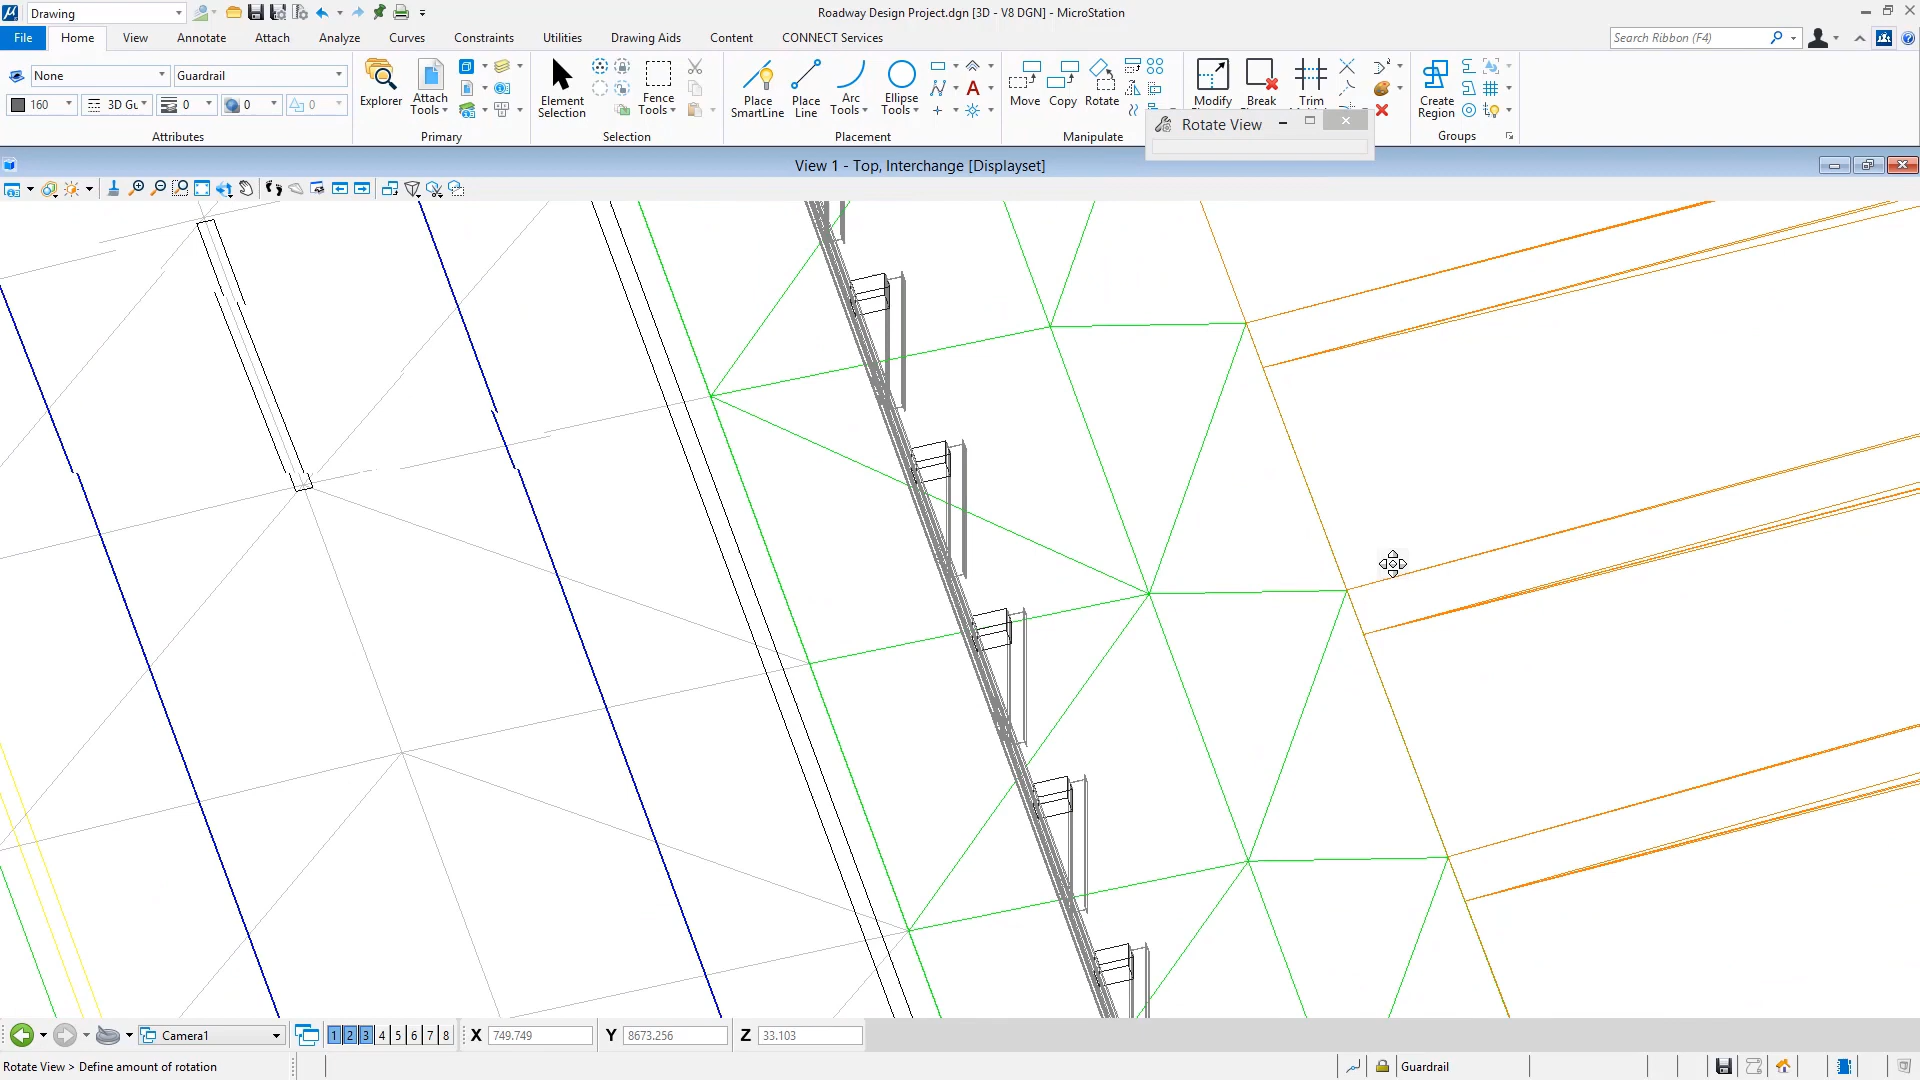 Drawing
Roadway Design Project.dgn [3D - V8 DGN] - MicroStation
File Home View Annotate Attach Analyze Curves Constraints Utilities Drawing Aids Content CONNECT Services
Search Ribbon (F4)
None Guardrail
160 3D Gu 0 0 0
Attributes
Explorer
Attach Tools
Primary
Element Selection
Fence Tools
Selection
Place SmartLine
Place Line
Arc Tools
Ellipse Tools
Placement
Move Copy Rotate
Manipulate
Modify Break Trim
Create Region
Groups
Rotate View
View 1 - Top, Interchange [Displayset]
Camera1
1 2 3 4 5 6 7 8
X 749.749
Y 8673.256
Z 33.103
Rotate View > Define amount of rotation
Guardrail